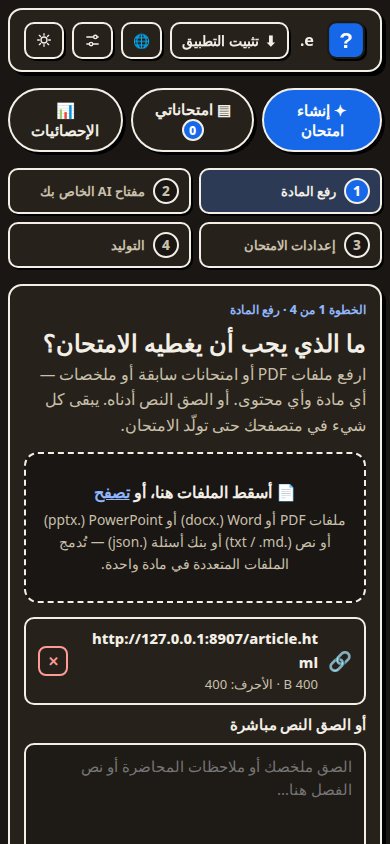 ?
e.
⬇ تثبيت التطبيق
✦ إنشاء
امتحان
▤ امتحاناتي
0
📊
الإحصائيات
1 رفع المادة
2 مفتاح AI الخاص بك
3 إعدادات الامتحان
4 التوليد
الخطوة 1 من 4 · رفع المادة
ما الذي يجب أن يغطيه الامتحان؟
ارفع ملفات PDF أو امتحانات سابقة أو ملخصات —
أي مادة وأي محتوى. أو الصق النص أدناه. يبقى كل
شيء في متصفحك حتى تولّد الامتحان.
📄 أسقط الملفات هنا، أو تصفح
ملفات PDF أو Word (.docx) أو PowerPoint (.pptx)
أو نص (.txt / .md) أو بنك أسئلة (.json) — تُدمج
الملفات المتعددة في مادة واحدة.
http://127.0.0.1:8907/article.ht
ml
400 B · الأحرف: 400
✕
أو الصق النص مباشرة
الصق ملخصك أو ملاحظات المحاضرة أو نص
الفصل هنا...